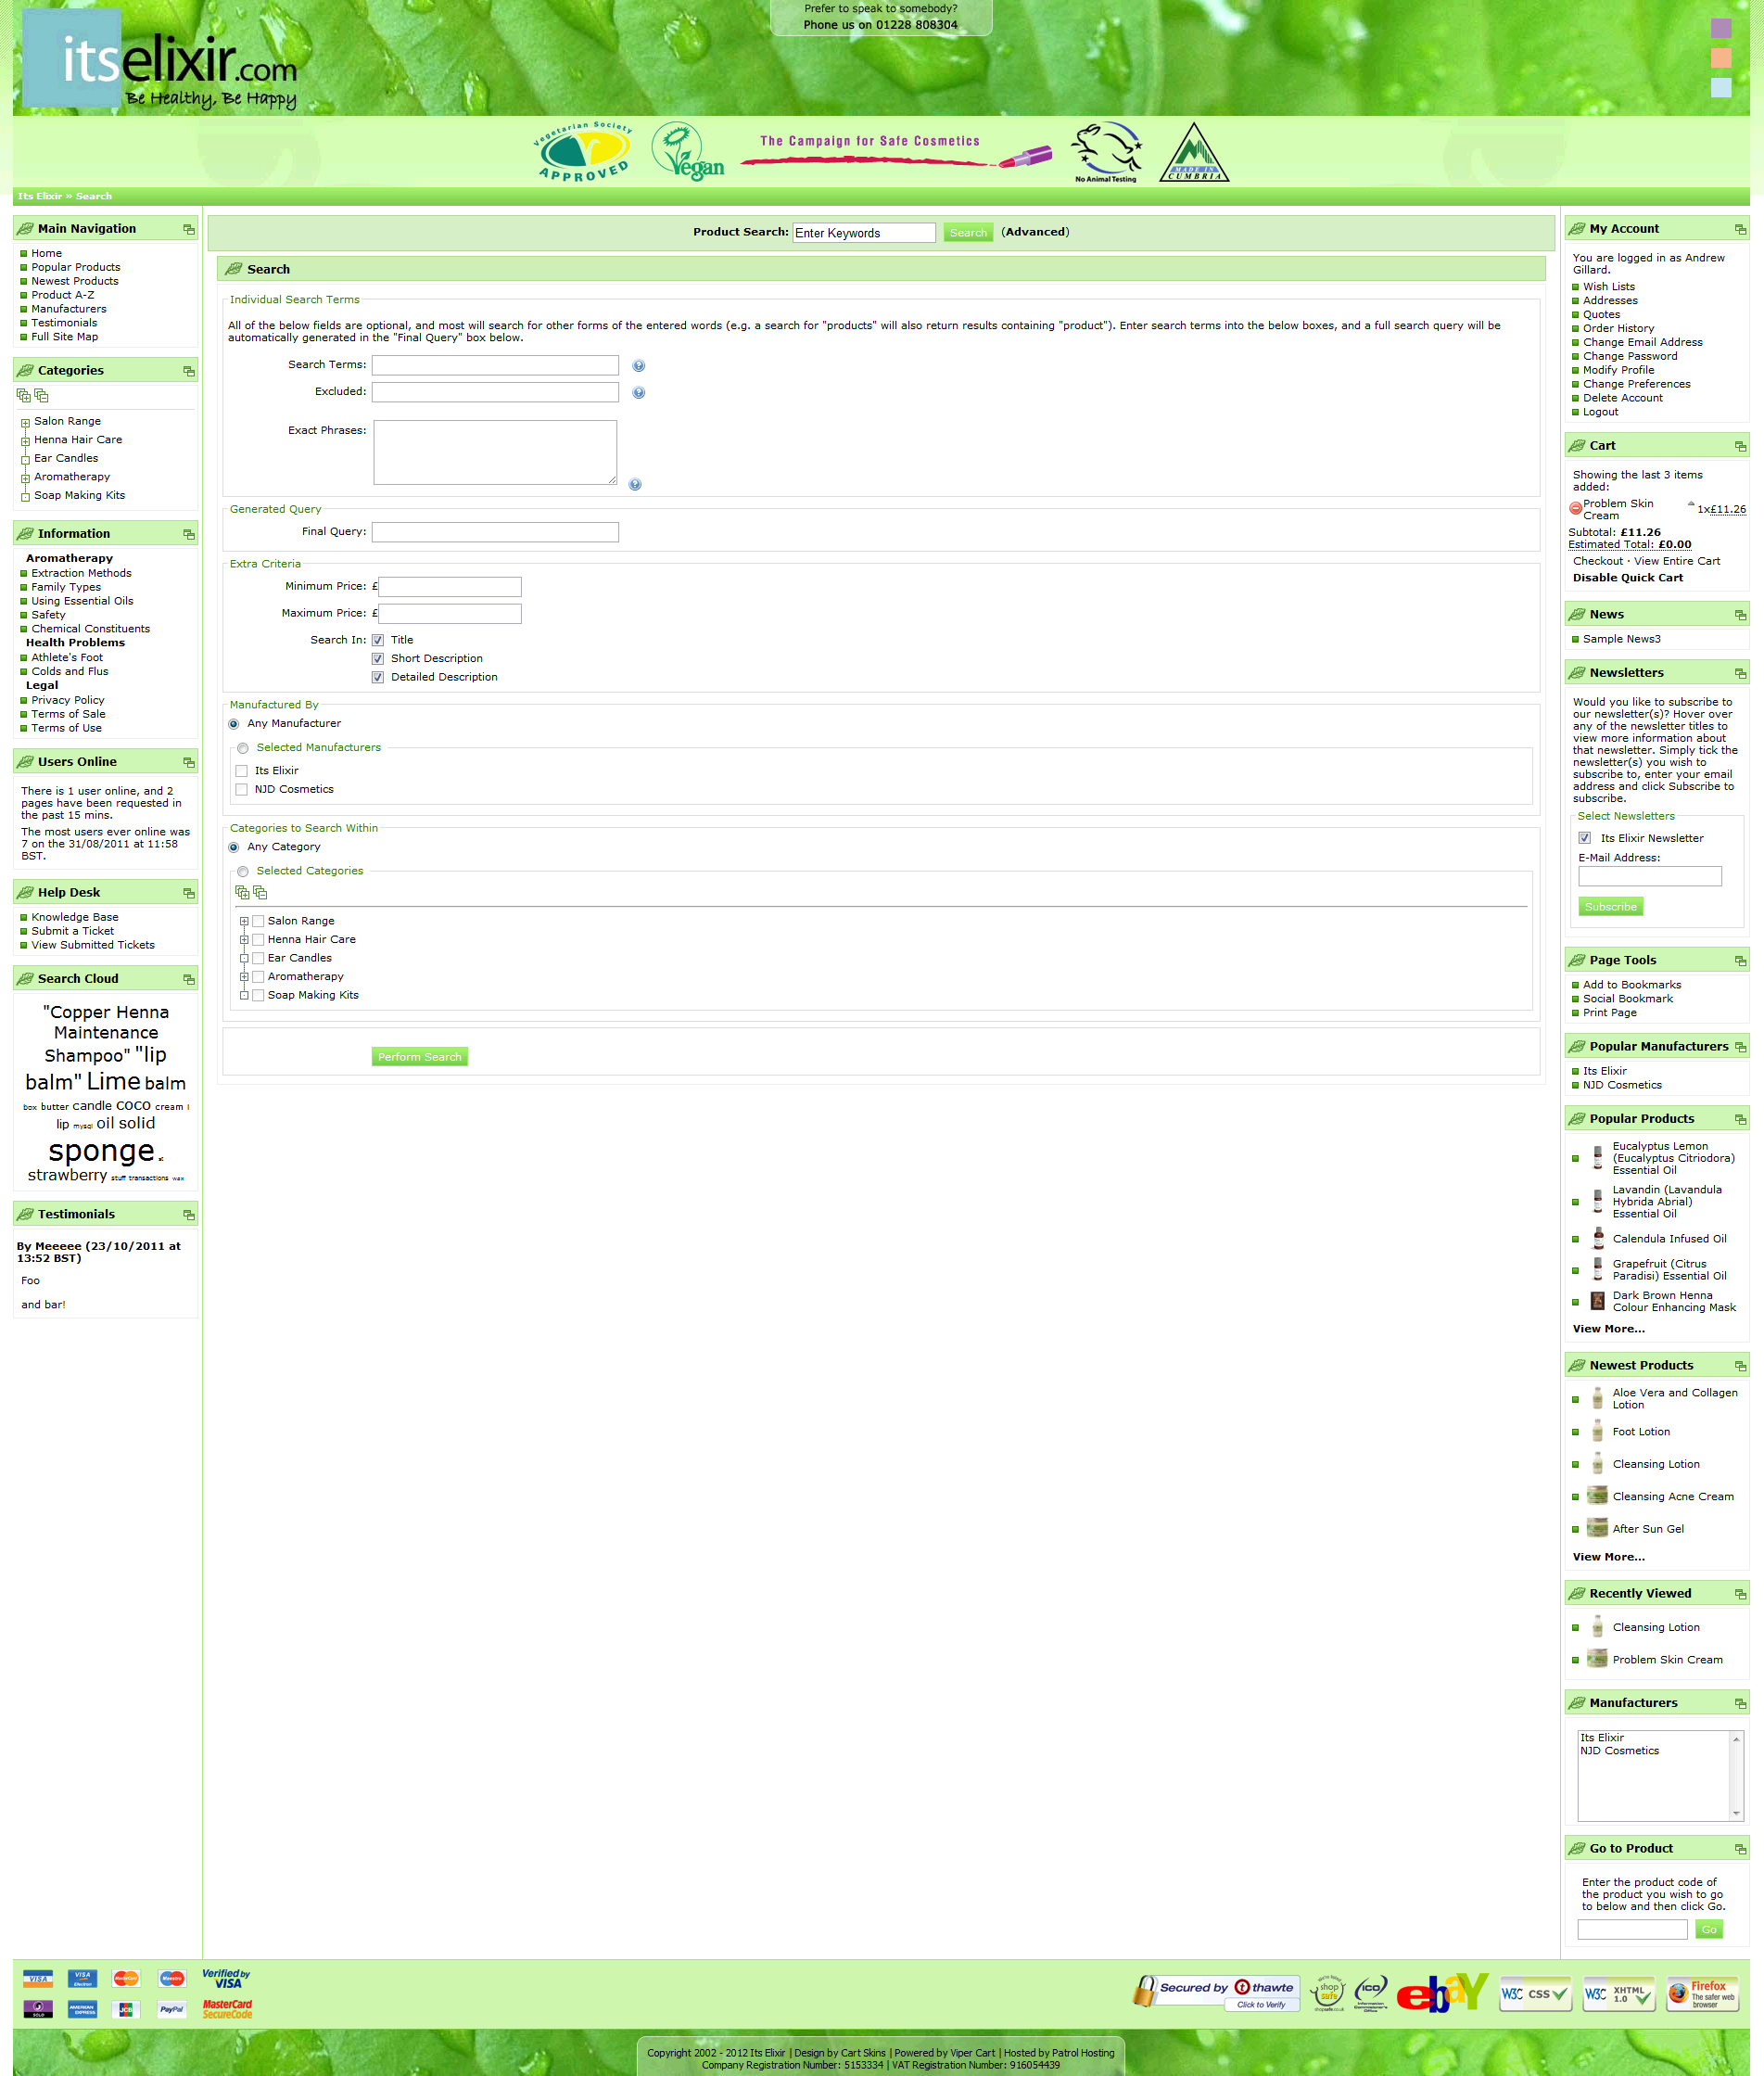 Prefer to speak to somebody?
Phone us on 01228 808304
itselixir.com
Be Healthy, Be Happy
Vegetarian Society
APPROVED
Vegan
The Campaign for Safe Cosmetics
No Animal Testing
MADE IN
CUMBRIA
Its Elixir » Search
Main Navigation
Home
Popular Products
Newest Products
Product A-Z
Manufacturers
Testimonials
Full Site Map
Categories
Salon Range
Henna Hair Care
Ear Candles
Aromatherapy
Soap Making Kits
Information
Aromatherapy
Extraction Methods
Family Types
Using Essential Oils
Safety
Chemical Constituents
Health Problems
Athlete's Foot
Colds and Flus
Legal
Privacy Policy
Terms of Sale
Terms of Use
Users Online
There is 1 user online, and 2
pages have been requested in
the past 15 mins.
The most users ever online was
7 on the 31/08/2011 at 11:58
BST.
Help Desk
Knowledge Base
Submit a Ticket
View Submitted Tickets
Search Cloud
"Copper Henna
Maintenance
Shampoo" "lip
balm" Lime balm
box butter candle coco cream l
lip mysql oil solid
sponge st
strawberry stuff transactions wax
Testimonials
By Meeeee (23/10/2011 at
13:52 BST)
Foo
and bar!
Product Search: Enter Keywords Search (Advanced)
Search
Individual Search Terms
All of the below fields are optional, and most will search for other forms of the entered words (e.g. a search for "products" will also return results containing "product"). Enter search terms into the below boxes, and a full search query will be
automatically generated in the "Final Query" box below.
Search Terms:
Excluded:
Exact Phrases:
Generated Query
Final Query:
Extra Criteria
Minimum Price: £
Maximum Price: £
Search In: Title
Short Description
Detailed Description
Manufactured By
Any Manufacturer
Selected Manufacturers
Its Elixir
NJD Cosmetics
Categories to Search Within
Any Category
Selected Categories
Salon Range
Henna Hair Care
Ear Candles
Aromatherapy
Soap Making Kits
Perform Search
My Account
You are logged in as Andrew
Gillard.
Wish Lists
Addresses
Quotes
Order History
Change Email Address
Change Password
Modify Profile
Change Preferences
Delete Account
Logout
Cart
Showing the last 3 items
added:
Problem Skin
Cream 1x£11.26
Subtotal: £11.26
Estimated Total: £0.00
Checkout · View Entire Cart
Disable Quick Cart
News
Sample News3
Newsletters
Would you like to subscribe to
our newsletter(s)? Hover over
any of the newsletter titles to
view more information about
that newsletter. Simply tick the
newsletter(s) you wish to
subscribe to, enter your email
address and click Subscribe to
subscribe.
Select Newsletters
Its Elixir Newsletter
E-Mail Address:
Subscribe
Page Tools
Add to Bookmarks
Social Bookmark
Print Page
Popular Manufacturers
Its Elixir
NJD Cosmetics
Popular Products
Eucalyptus Lemon
(Eucalyptus Citriodora)
Essential Oil
Lavandin (Lavandula
Hybrida Abrial)
Essential Oil
Calendula Infused Oil
Grapefruit (Citrus
Paradisi) Essential Oil
Dark Brown Henna
Colour Enhancing Mask
View More...
Newest Products
Aloe Vera and Collagen
Lotion
Foot Lotion
Cleansing Lotion
Cleansing Acne Cream
After Sun Gel
View More...
Recently Viewed
Cleansing Lotion
Problem Skin Cream
Manufacturers
Its Elixir
NJD Cosmetics
Go to Product
Enter the product code of
the product you wish to go
to below and then click Go.
Go
VISA
VISA Electron
MasterCard
Maestro
Verified by
VISA
SOLO
AMERICAN EXPRESS
JCB
PayPal
MasterCard
SecureCode
Secured by thawte
Click to Verify
shop
safe
ico.
Information
Commissioner's
Office
ebay
W3C CSS
W3C XHTML
1.0
Firefox
The safer web
browser
Copyright 2002 - 2012 Its Elixir | Design by Cart Skins | Powered by Viper Cart | Hosted by Patrol Hosting
Company Registration Number: 5153334 | VAT Registration Number: 916054439